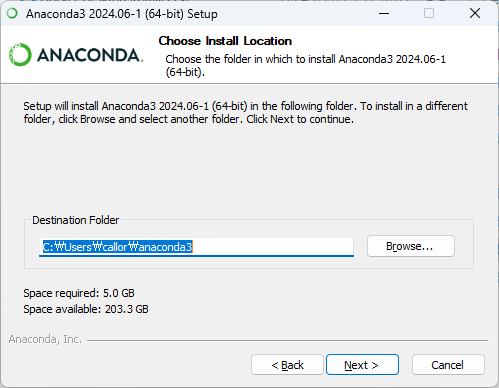 Anaconda3 2024.06-1 (64-bit) Setup
ANACONDA.
Choose Install Location
Choose the folder in which to install Anaconda3 2024.06-1
(64-bit).
Setup will install Anaconda3 2024.06-1 (64-bit) in the following folder. To install in a different
folder, click Browse and select another folder. Click Next to continue.
Destination Folder
C:₩Users₩callor₩anaconda3
Browse...
Space required: 5.0 GB
Space available: 203.3 GB
Anaconda, Inc.
< Back
Next >
Cancel